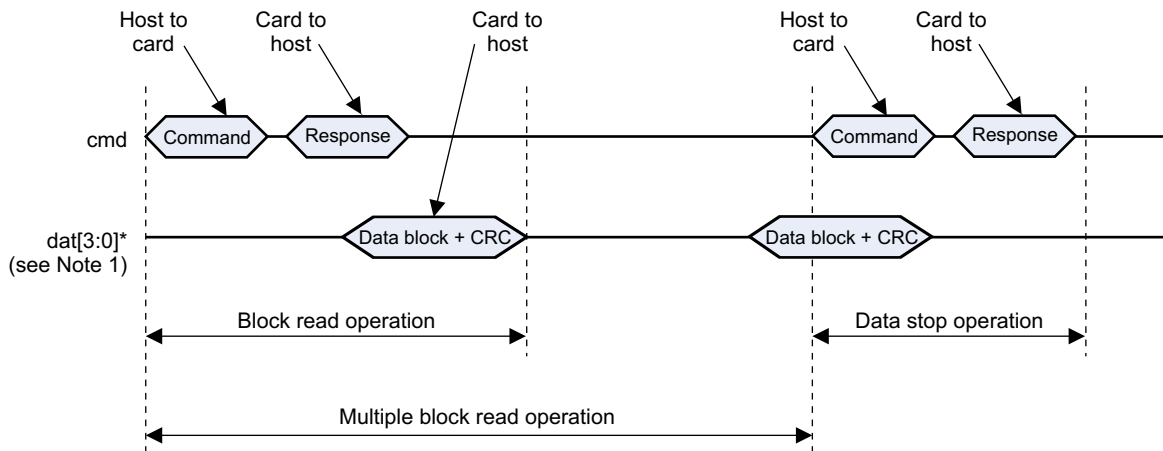 Host to
card
Card to
host
Card to
host
Host to
card
Card to
host
cmd
Command
Response
Command
Response
dat[3:0]*
(see Note 1)
Data block + CRC
Data block + CRC
Block read operation
Data stop operation
Multiple block read operation